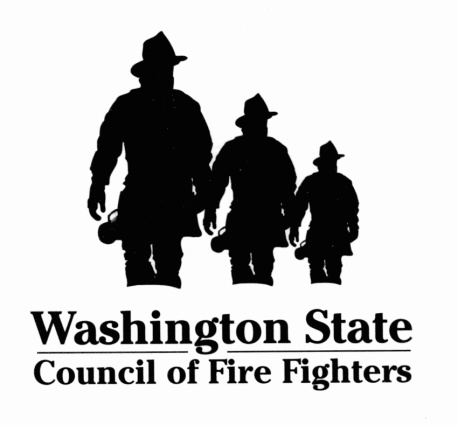 Washington State
Council of Fire Fighters